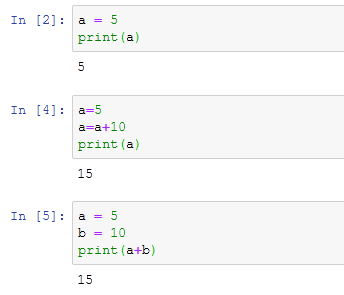 In [2]: a = 5
print(a)
5
In [4]: a=5
a=a+10
print(a)
15
In [5]: a = 5
b = 10
print(a+b)
15